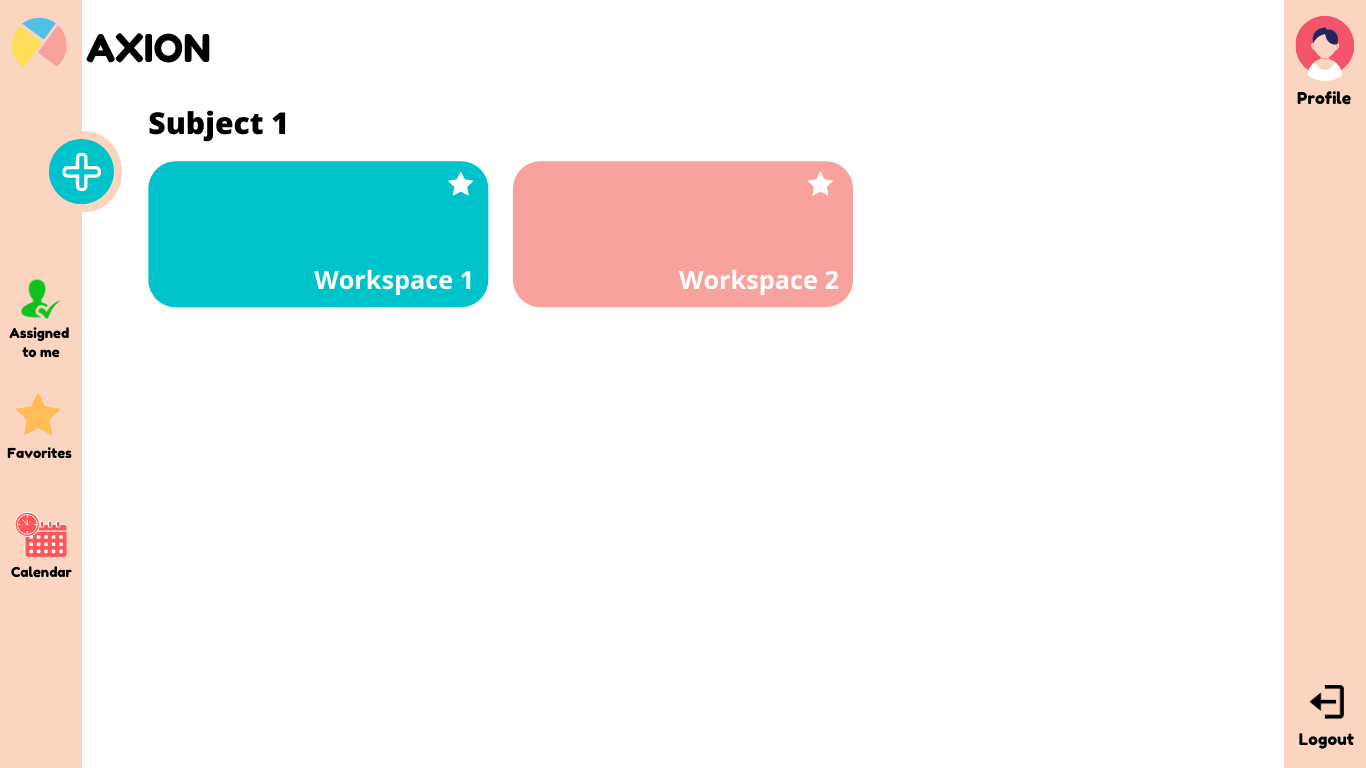 AXION
Profile
Subject 1
Workspace 1
Workspace 2
Assigned
to me
Favorites
Calendar
Logout